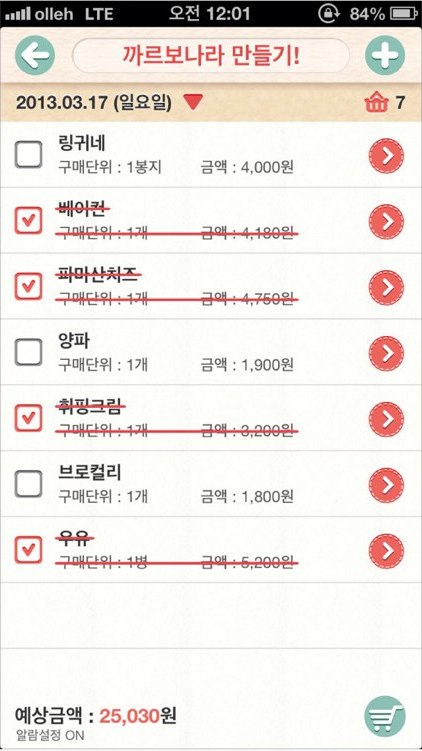 olleh LTE 오전 12:01 84%
까르보나라 만들기!
2013.03.17 (일요일) 7
링귀네
구매단위 : 1봉지 금액 : 4,000원
베이컨
구매단위 : 1개 금액 : 4,180원
파마산치즈
구매단위 : 1개 금액 : 4,750원
양파
구매단위 : 1개 금액 : 1,900원
휘핑크림
구매단위 : 1개 금액 : 3,200원
브로컬리
구매단위 : 1개 금액 : 1,800원
우유
구매단위 : 1병 금액 : 5,200원
예상금액 : 25,030원
알람설정 ON